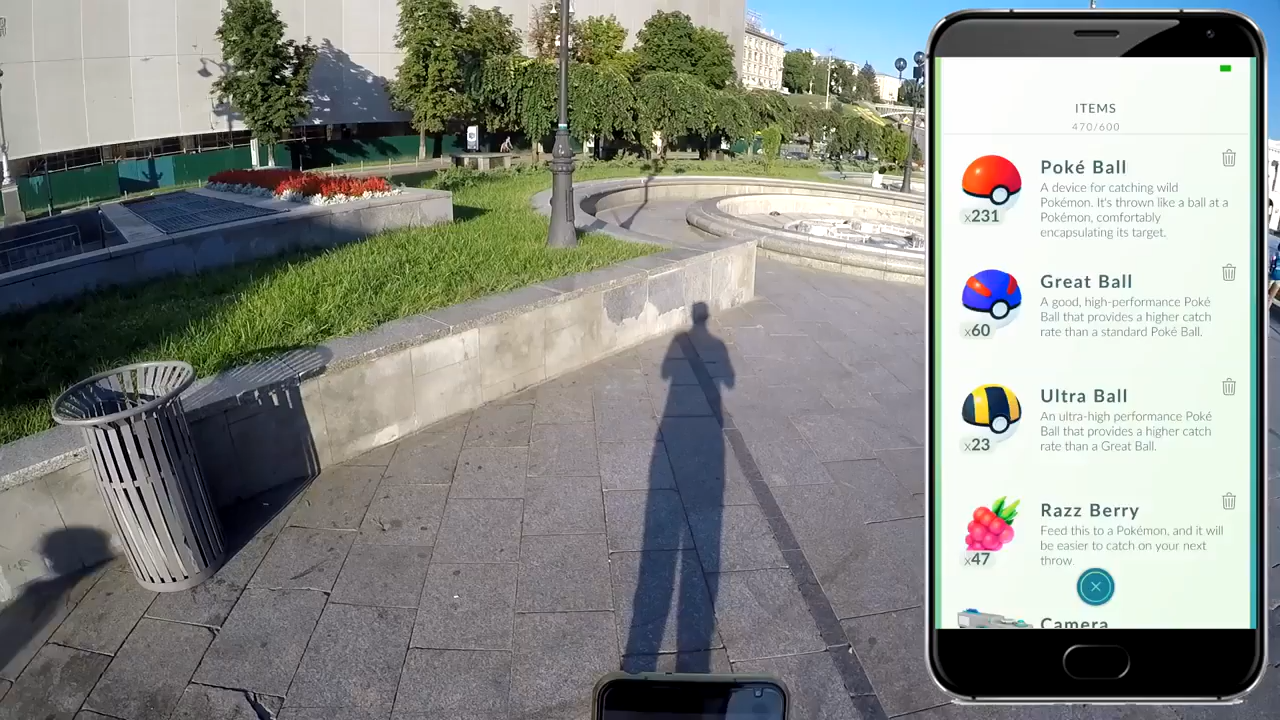 ITEMS
470/600
Poké Ball
A device for catching wild
Pokémon. It's thrown like a ball at a
Pokémon, comfortably
encapsulating its target.
x231
Great Ball
A good, high-performance Poké
Ball that provides a higher catch
rate than a standard Poké Ball.
x60
Ultra Ball
An ultra-high performance Poké
Ball that provides a higher catch
rate than a Great Ball.
x23
Razz Berry
Feed this to a Pokémon, and it will
be easier to catch on your next
throw.
x47
Camera